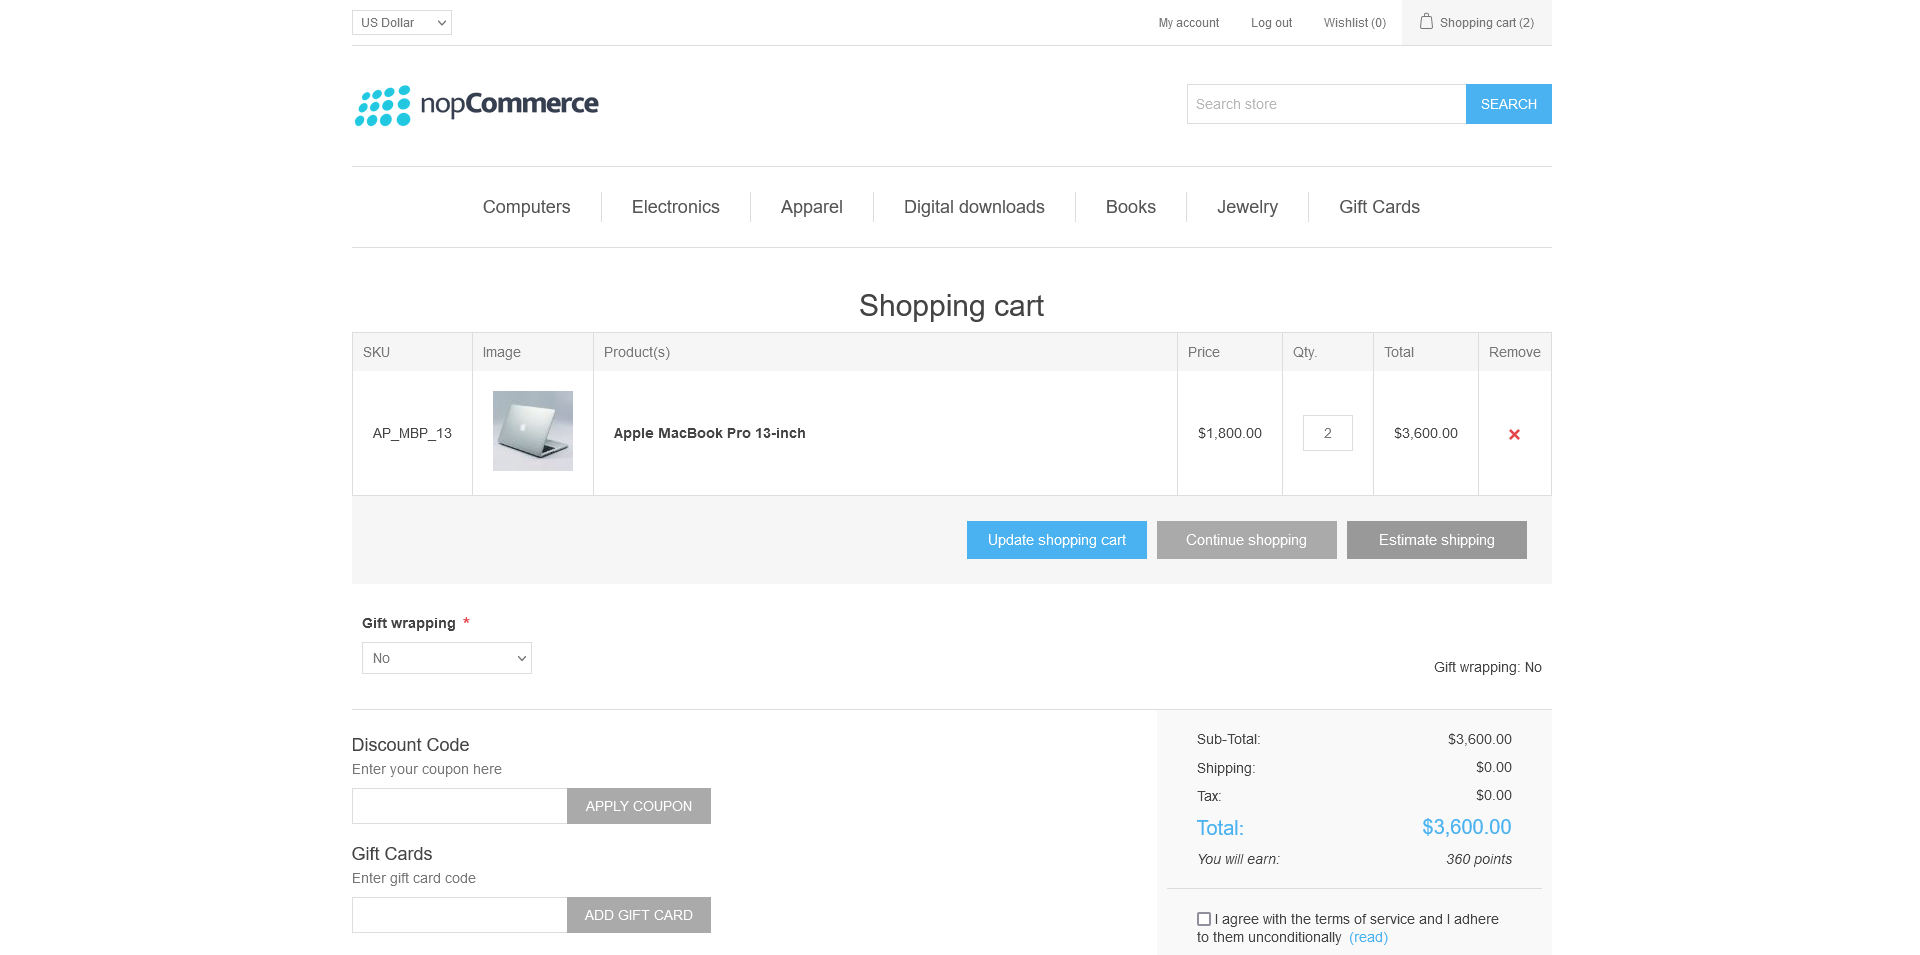 US Dollar
My account
Log out
Wishlist (0)
Shopping cart (2)
nopCommerce
Search store
SEARCH
Computers
Electronics
Apparel
Digital downloads
Books
Jewelry
Gift Cards
Shopping cart
SKU
Image
Product(s)
Price
Qty.
Total
Remove
AP_MBP_13
Apple MacBook Pro 13-inch
$1,800.00
2
$3,600.00
Update shopping cart
Continue shopping
Estimate shipping
Gift wrapping *
No
Gift wrapping: No
Discount Code
Enter your coupon here
APPLY COUPON
Gift Cards
Enter gift card code
ADD GIFT CARD
Sub-Total: $3,600.00
Shipping: $0.00
Tax: $0.00
Total: $3,600.00
You will earn: 360 points
I agree with the terms of service and I adhere
to them unconditionally (read)